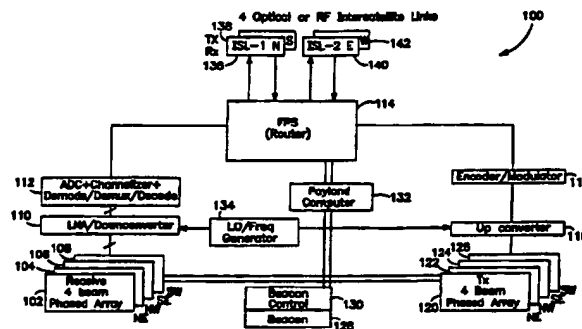 4 Optical or RF Intersatellite Links
100
138
TX
Rx
136
ISL-1 N
S
ISL-2 E
W
142
140
114
FPS
(Router)
112
ADC+Channelizer+
Demods/Demux/Decode
Encoder/Modulator
Payload
Computer
132
110
LNA/Downconverter
134
LO/Freq
Generator
Up converter
108
106
104
Receive
4 beam
Phased Array
102
NE
NW
SE
SW
Beacon
Control
130
Beacon
128
126
124
122
Tx
4 Beam
Phased Array
120
NE
NW
SE
SW